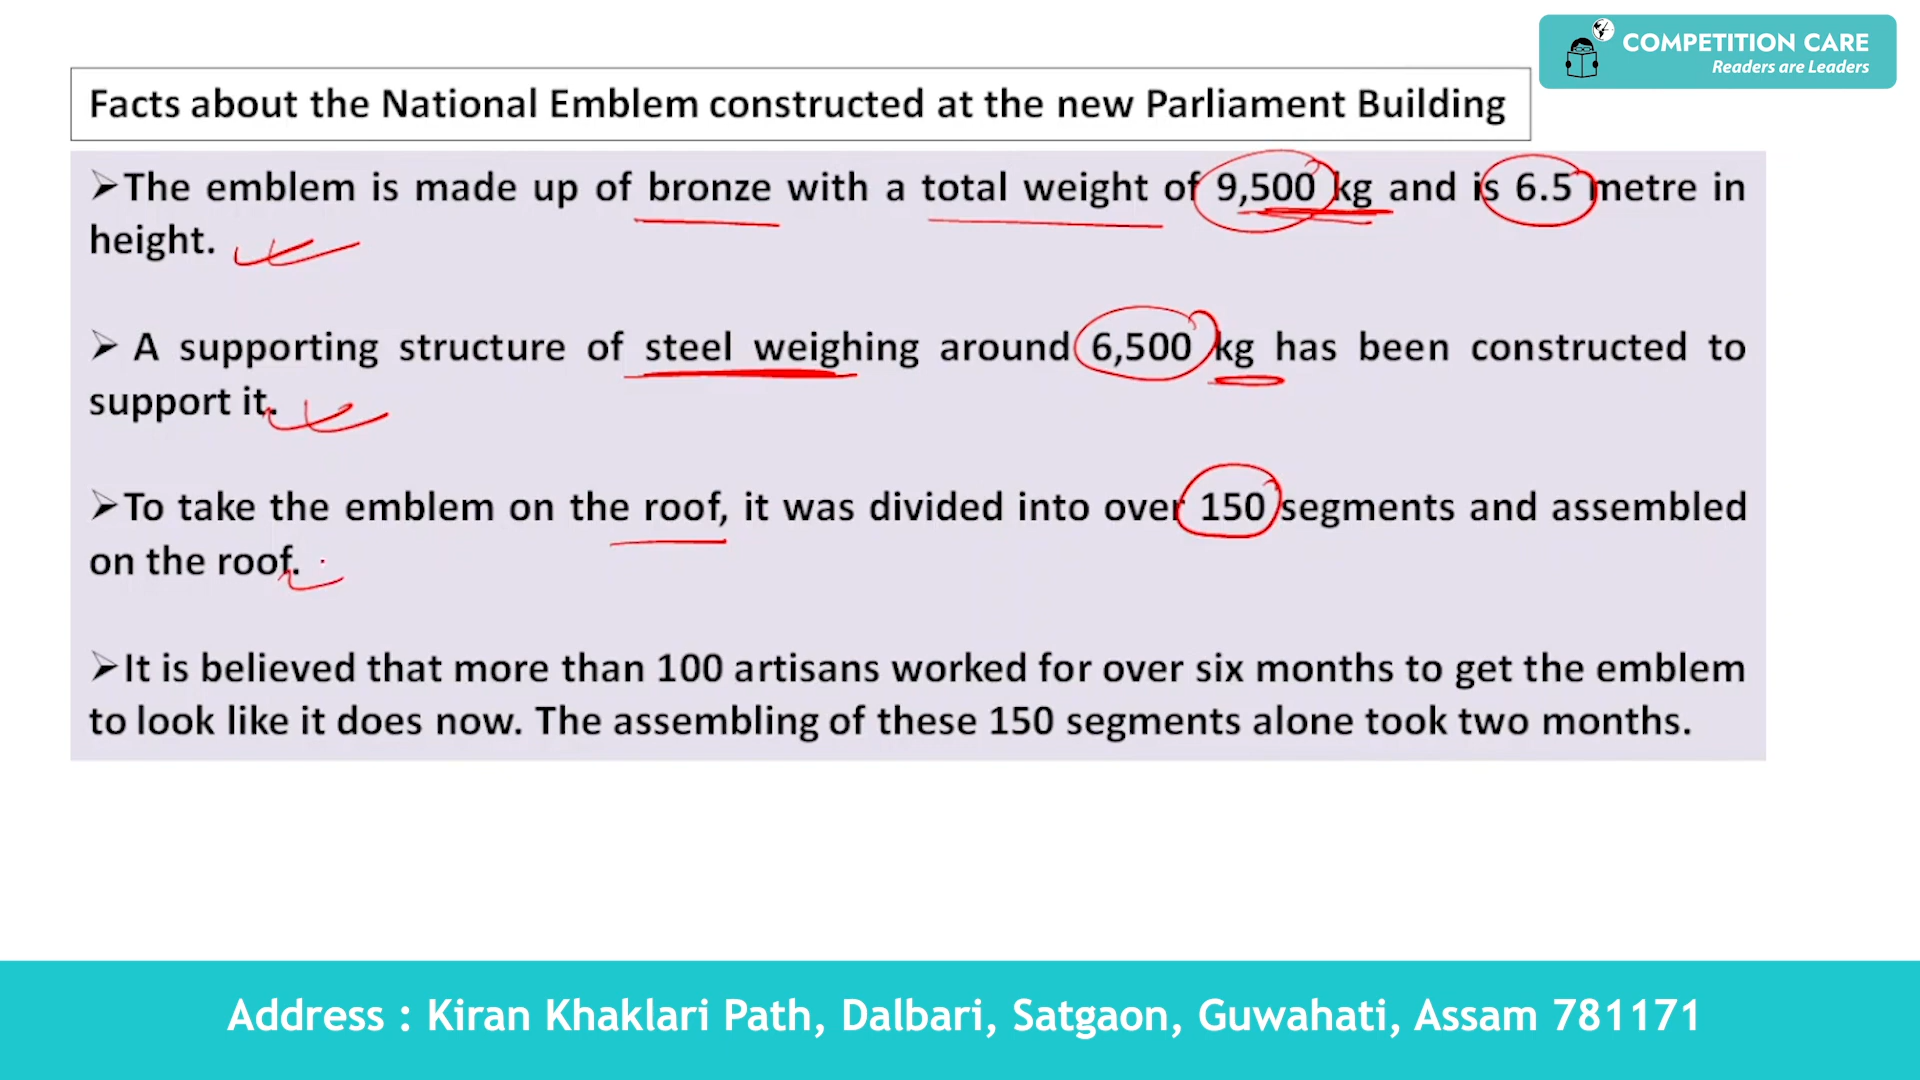 COMPETITION CARE
Readers are Leaders
Facts about the National Emblem constructed at the new Parliament Building
➢The emblem is made up of bronze with a total weight of 9,500 kg and is 6.5 metre in
height.
➢ A supporting structure of steel weighing around 6,500 kg has been constructed to
support it.
➢To take the emblem on the roof, it was divided into over 150 segments and assembled
on the roof.
➢It is believed that more than 100 artisans worked for over six months to get the emblem
to look like it does now. The assembling of these 150 segments alone took two months.
Address : Kiran Khaklari Path, Dalbari, Satgaon, Guwahati, Assam 781171